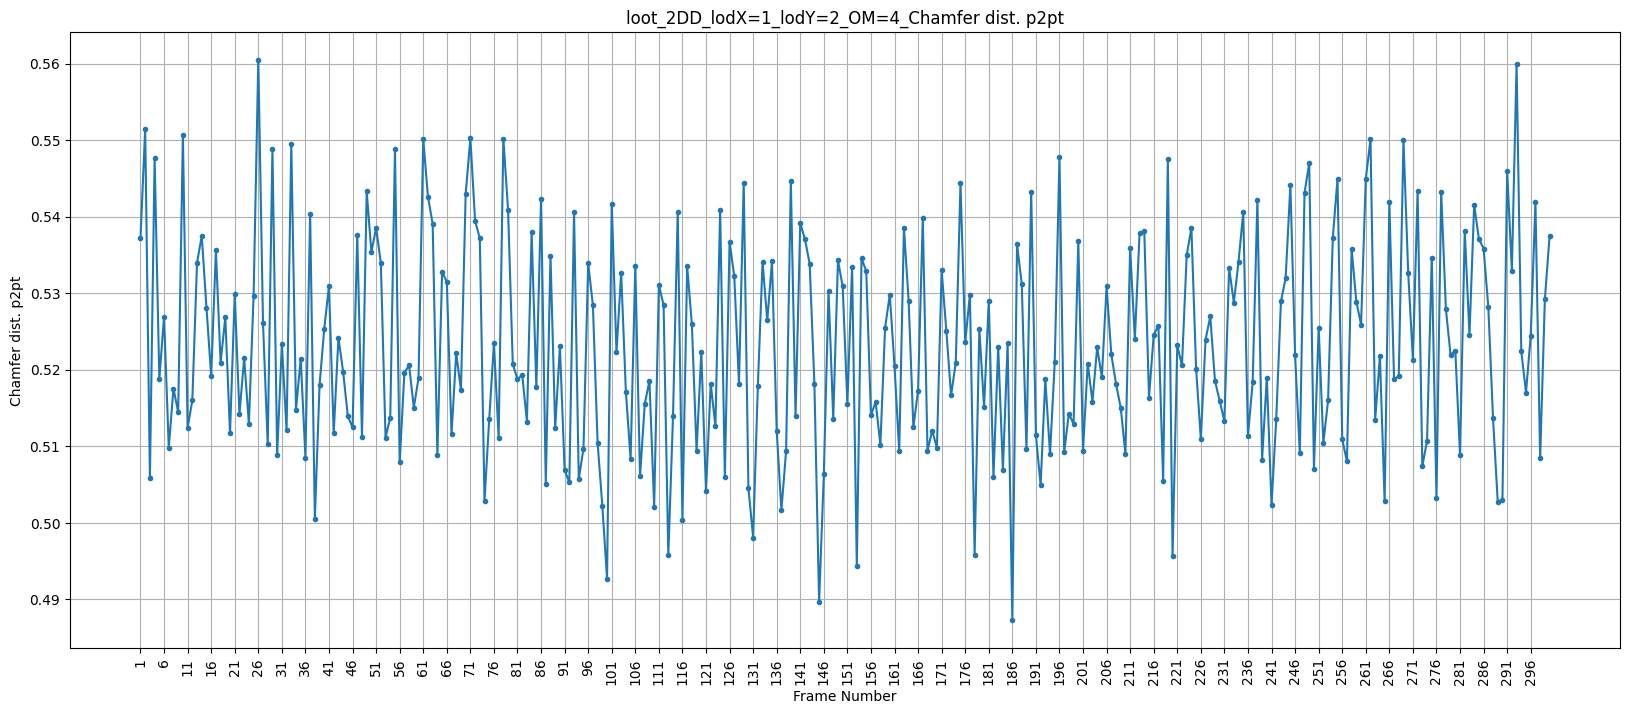 loot_2DD_lodX=1_lodY=2_OM=4_Chamfer dist. p2pt
Chamfer dist. p2pt
0.56
0.55
0.54
0.53
0.52
0.51
0.50
0.49
1 6 11 16 21 26 31 36 41 46 51 56 61 66 71 76 81 86 91 96 101 106 111 116 121 126 131 136 141 146 151 156 161 166 171 176 181 186 191 196 201 206 211 216 221 226 231 236 241 246 251 256 261 266 271 276 281 286 291 296
Frame Number